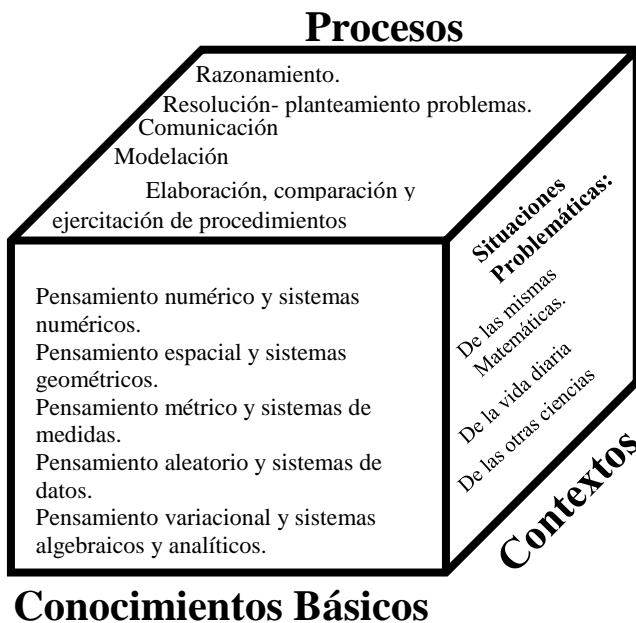 Procesos
Razonamiento.
Resolución- planteamiento problemas.
Comunicación
Modelación
Elaboración, comparación y
ejercitación de procedimientos
Pensamiento numérico y sistemas
numéricos.
Pensamiento espacial y sistemas
geométricos.
Pensamiento métrico y sistemas de
medidas.
Pensamiento aleatorio y sistemas de
datos.
Pensamiento variacional y sistemas
algebraicos y analíticos.
Situaciones
Problemáticas:
De las mismas
Matemáticas.
De la vida diaria
De las otras ciencias
Contextos
Conocimientos Básicos